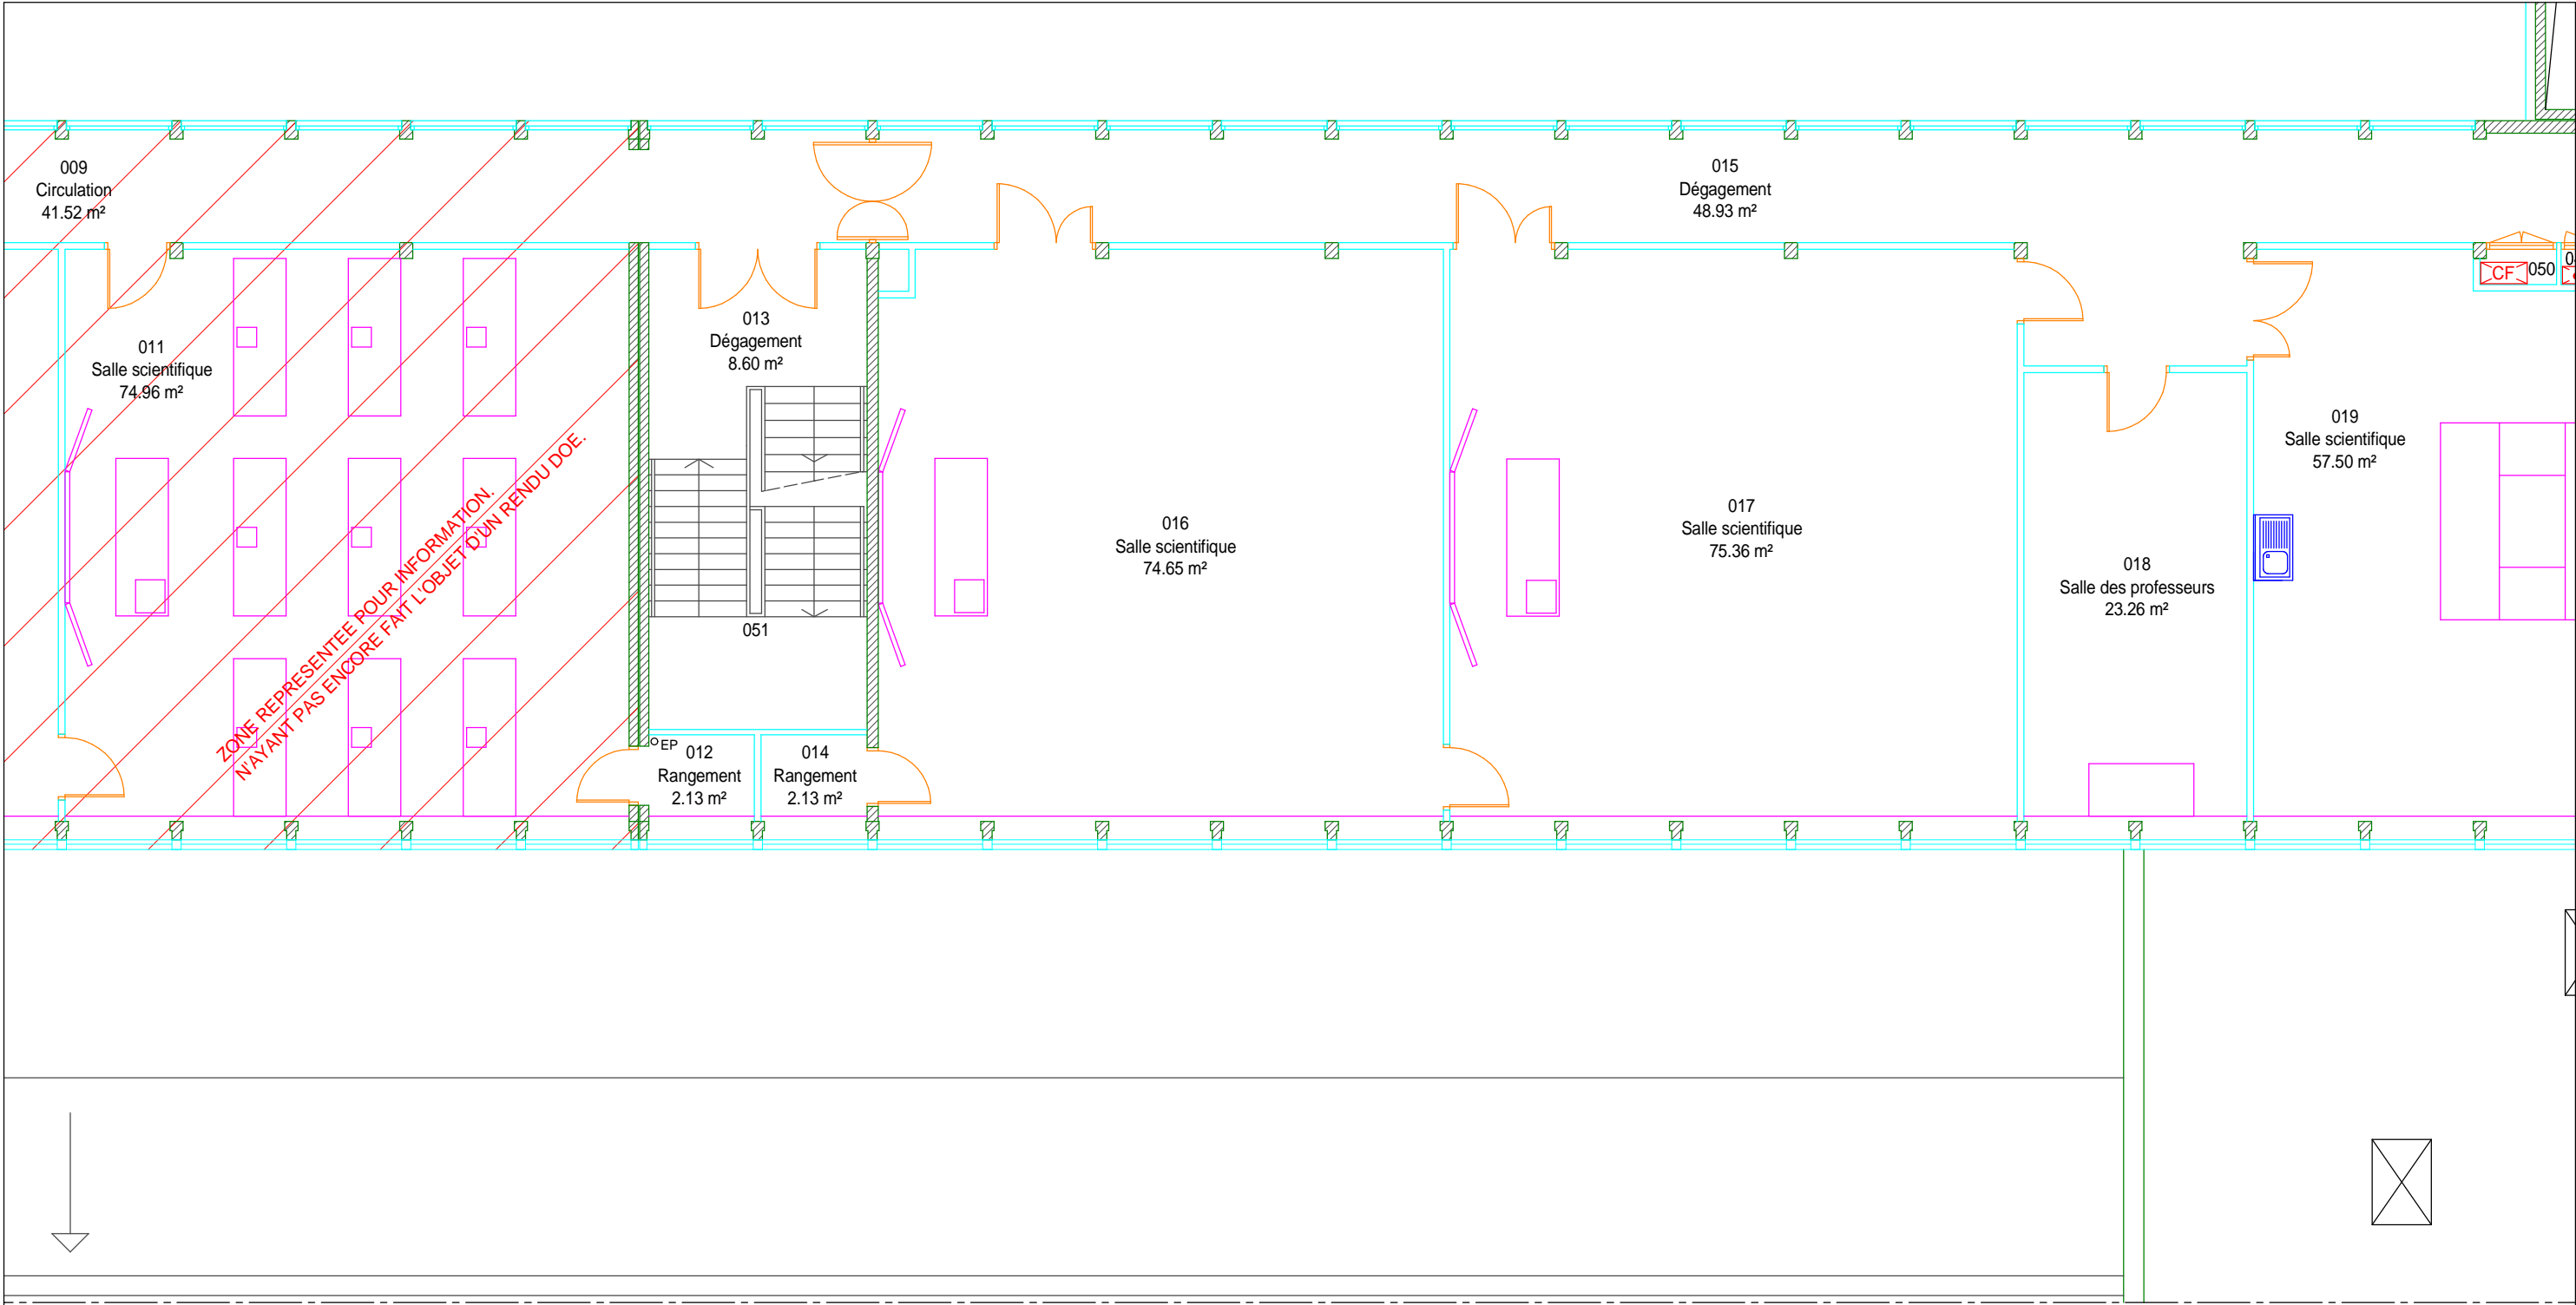 009
Circulation
41.52 m²
015
Dégagement
48.93 m²
011
Salle scientifique
74.96 m²
013
Dégagement
8.60 m²
CF
050
019
Salle scientifique
57.50 m²
016
Salle scientifique
74.65 m²
017
Salle scientifique
75.36 m²
018
Salle des professeurs
23.26 m²
051
ZONE REPRESENTEE POUR INFORMATION.
N'AYANT PAS ENCORE FAIT L'OBJET D'UN RENDU DOE.
EP
012
Rangement
2.13 m²
014
Rangement
2.13 m²